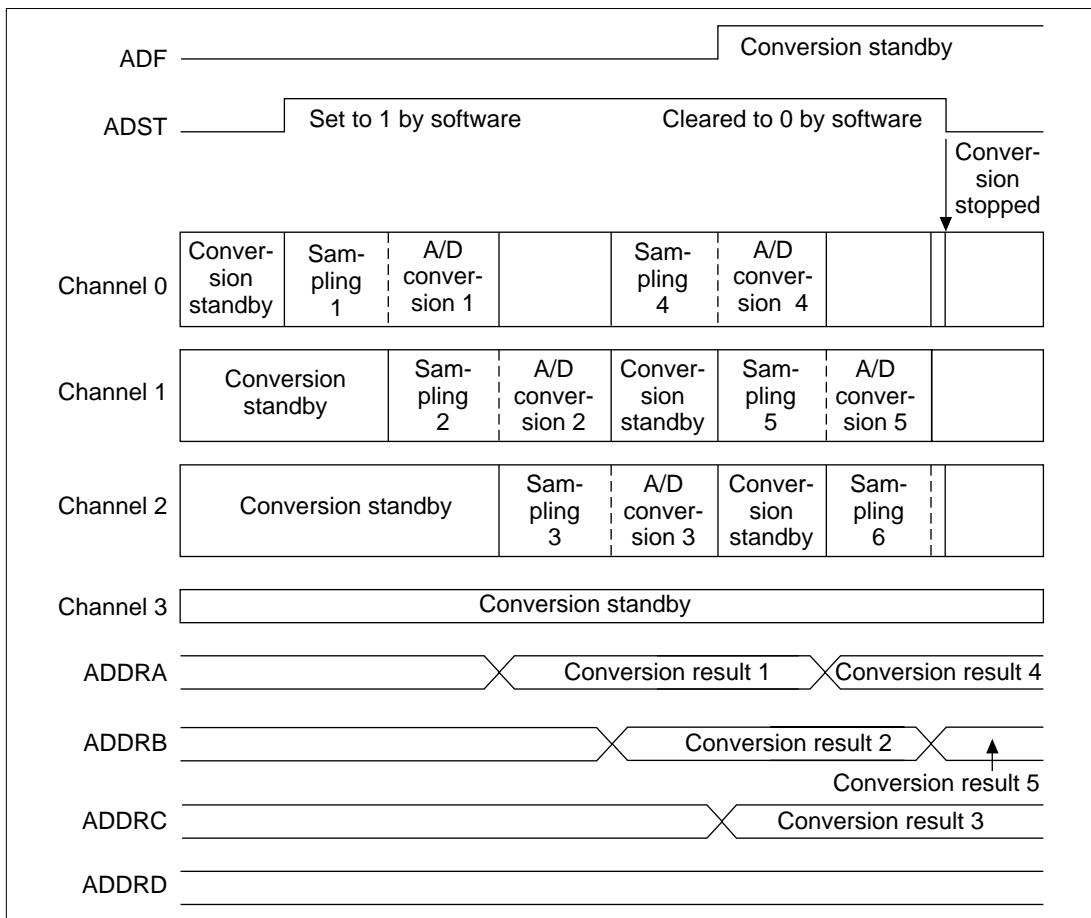 ADF
Conversion standby
ADST
Set to 1 by software
Cleared to 0 by software
Conver-
sion
stopped
Channel 0
Conver-
sion
standby
Sam-
pling
1
A/D
conver-
sion 1
Sam-
pling
4
A/D
conver-
sion 4
Channel 1
Conversion
standby
Sam-
pling
2
A/D
conver-
sion 2
Conver-
sion
standby
Sam-
pling
5
A/D
conver-
sion 5
Channel 2
Conversion standby
Sam-
pling
3
A/D
conver-
sion 3
Conver-
sion
standby
Sam-
pling
6
Channel 3
Conversion standby
ADDRA
Conversion result 1
Conversion result 4
ADDRB
Conversion result 2
Conversion result 5
ADDRC
Conversion result 3
ADDRD